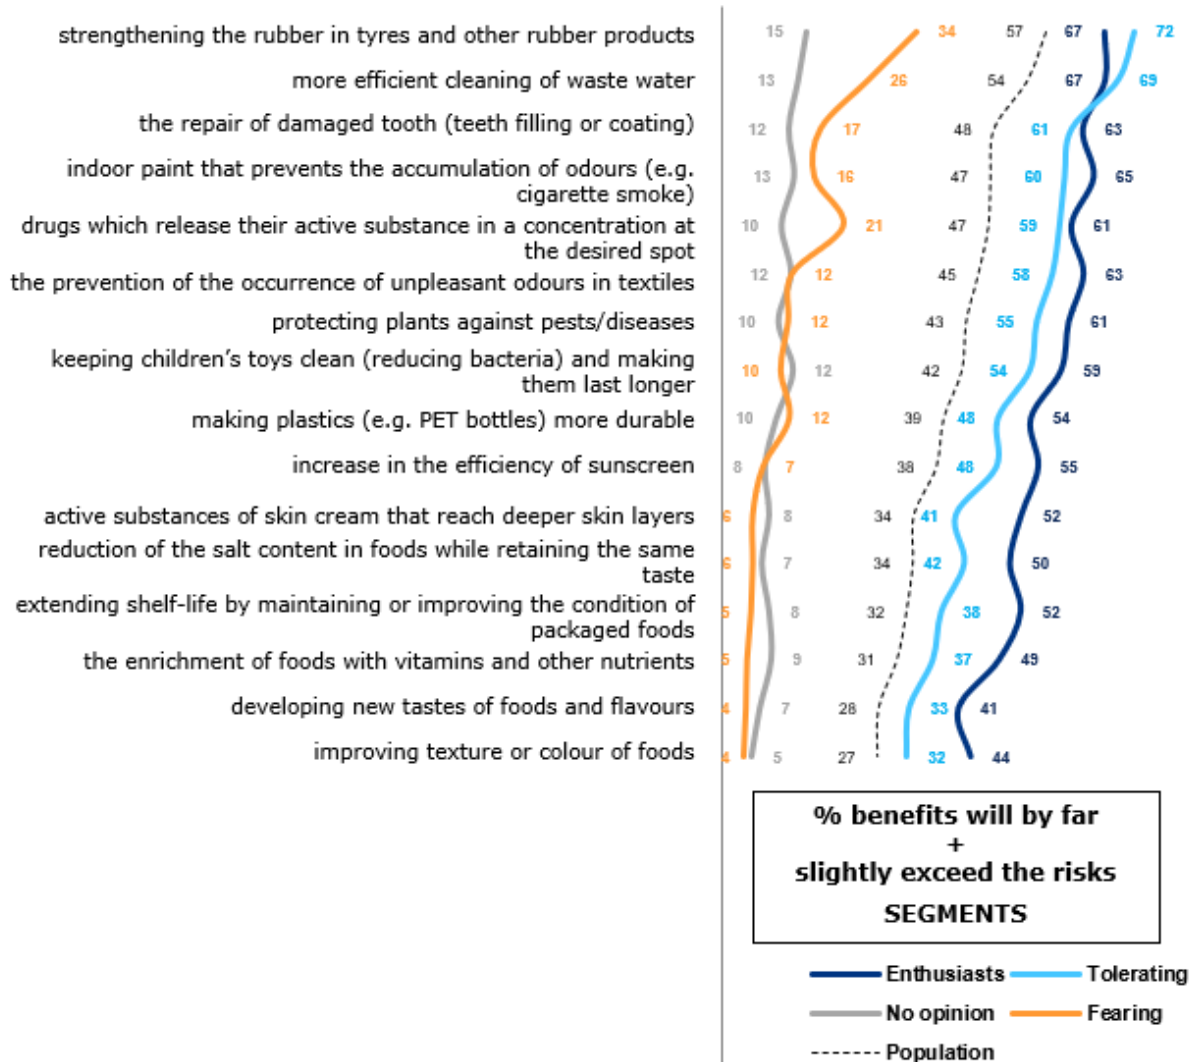 strengthening the rubber in tyres and other rubber products 15 34 57 67 72
more efficient cleaning of waste water 13 26 54 67 69
the repair of damaged tooth (teeth filling or coating) 12 17 48 61 63
indoor paint that prevents the accumulation of odours (e.g.
cigarette smoke) 13 16 47 60 65
drugs which release their active substance in a concentration at
the desired spot 10 21 47 59 61
the prevention of the occurrence of unpleasant odours in textiles 12 12 45 58 63
protecting plants against pests/diseases 10 12 43 55 61
keeping children’s toys clean (reducing bacteria) and making
them last longer 10 12 42 54 59
making plastics (e.g. PET bottles) more durable 10 12 39 48 54
increase in the efficiency of sunscreen 8 7 38 48 55
active substances of skin cream that reach deeper skin layers 6 8 34 41 52
reduction of the salt content in foods while retaining the same
taste 6 7 34 42 50
extending shelf-life by maintaining or improving the condition of
packaged foods 5 8 32 38 52
the enrichment of foods with vitamins and other nutrients 5 9 31 37 49
developing new tastes of foods and flavours 4 7 28 33 41
improving texture or colour of foods 4 5 27 32 44
% benefits will by far
+
slightly exceed the risks
SEGMENTS
Enthusiasts Tolerating
No opinion Fearing
Population